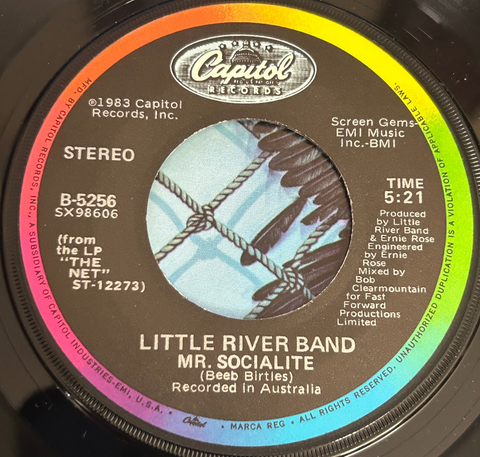 Capitol
RECORDS
℗1983 Capitol
Records, Inc.
Screen Gems-
EMI Music
Inc.-BMI
STEREO
B-5256
SX98606
TIME
5:21
(from
the LP
"THE
NET"
ST-12273)
Produced by
Little
River Band
& Ernie Rose
Engineered
by Ernie
Rose
Mixed by
Bob
Clearmountain
for Fast
Forward
Productions
Limited
LITTLE RIVER BAND
MR. SOCIALITE
(Beeb Birtles)
Recorded in Australia
MFD. BY CAPITOL RECORDS, INC., A SUBSIDIARY OF CAPITOL INDUSTRIES-EMI, U.S.A. • Capitol • MARCA REG • ALL RIGHTS RESERVED. UNAUTHORIZED DUPLICATION IS A VIOLATION OF APPLICABLE LAWS.